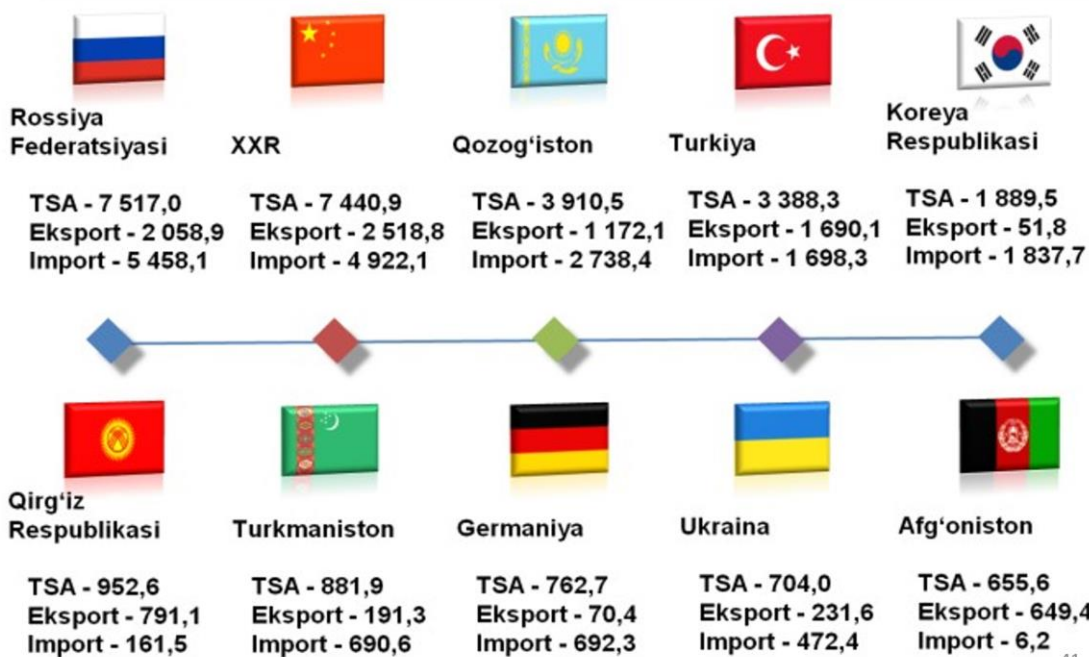 Rossiya
Federatsiyasi
TSA - 7 517,0
Eksport - 2 058,9
Import - 5 458,1
XXR
TSA - 7 440,9
Eksport - 2 518,8
Import - 4 922,1
Qozog‘iston
TSA - 3 910,5
Eksport - 1 172,1
Import - 2 738,4
Turkiya
TSA - 3 388,3
Eksport - 1 690,1
Import - 1 698,3
Koreya
Respublikasi
TSA - 1 889,5
Eksport - 51,8
Import - 1 837,7
Qirg‘iz
Respublikasi
TSA - 952,6
Eksport - 791,1
Import - 161,5
Turkmaniston
TSA - 881,9
Eksport - 191,3
Import - 690,6
Germaniya
TSA - 762,7
Eksport - 70,4
Import - 692,3
Ukraina
TSA - 704,0
Eksport - 231,6
Import - 472,4
Afg‘oniston
TSA - 655,6
Eksport - 649,4
Import - 6,2